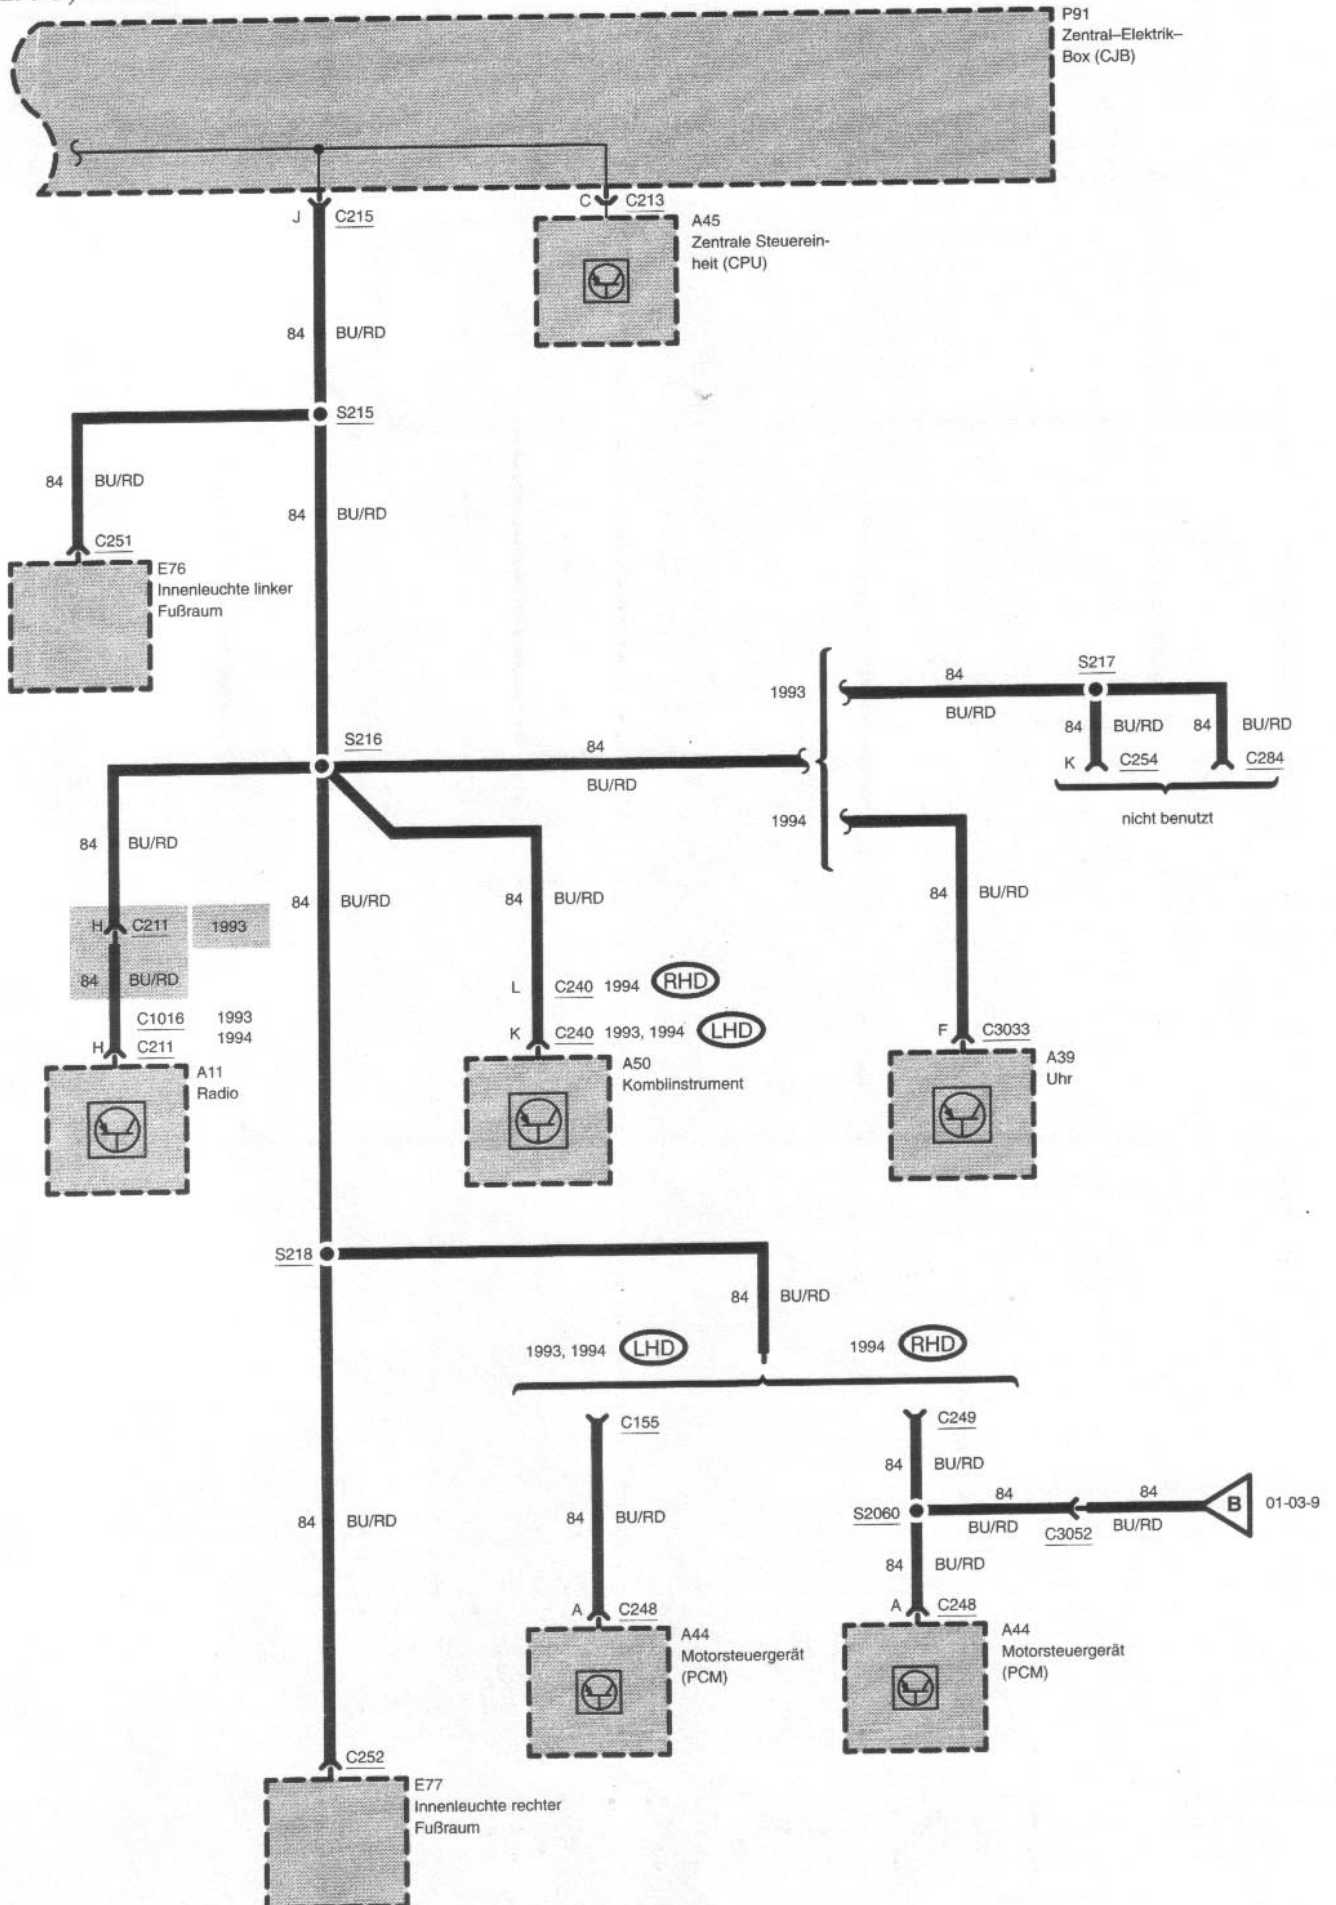 P91
Zentral–Elektrik–
Box (CJB)
J C215
C C213
A45
Zentrale Steuerein-
heit (CPU)
84 BU/RD
S215
84 BU/RD
84 BU/RD
C251
E76
Innenleuchte linker
Fußraum
S216
84
BU/RD
1993
84
BU/RD
S217
84 BU/RD
84 BU/RD
K C254
C284
nicht benutzt
1994
84 BU/RD
84 BU/RD
H C211 1993
84 BU/RD
C1016 1993
1994
H C211
A11
Radio
84 BU/RD
84 BU/RD
L C240 1994 RHD
K C240 1993, 1994 LHD
A50
Kombiinstrument
F C3033
A39
Uhr
S218
84 BU/RD
1993, 1994 LHD
1994 RHD
C155
C249
84 BU/RD
84 BU/RD
84 BU/RD
S2060
84
BU/RD
C3052
84
BU/RD
B 01-03-9
84 BU/RD
A C248
A44
Motorsteuergerät
(PCM)
A C248
A44
Motorsteuergerät
(PCM)
C252
E77
Innenleuchte rechter
Fußraum